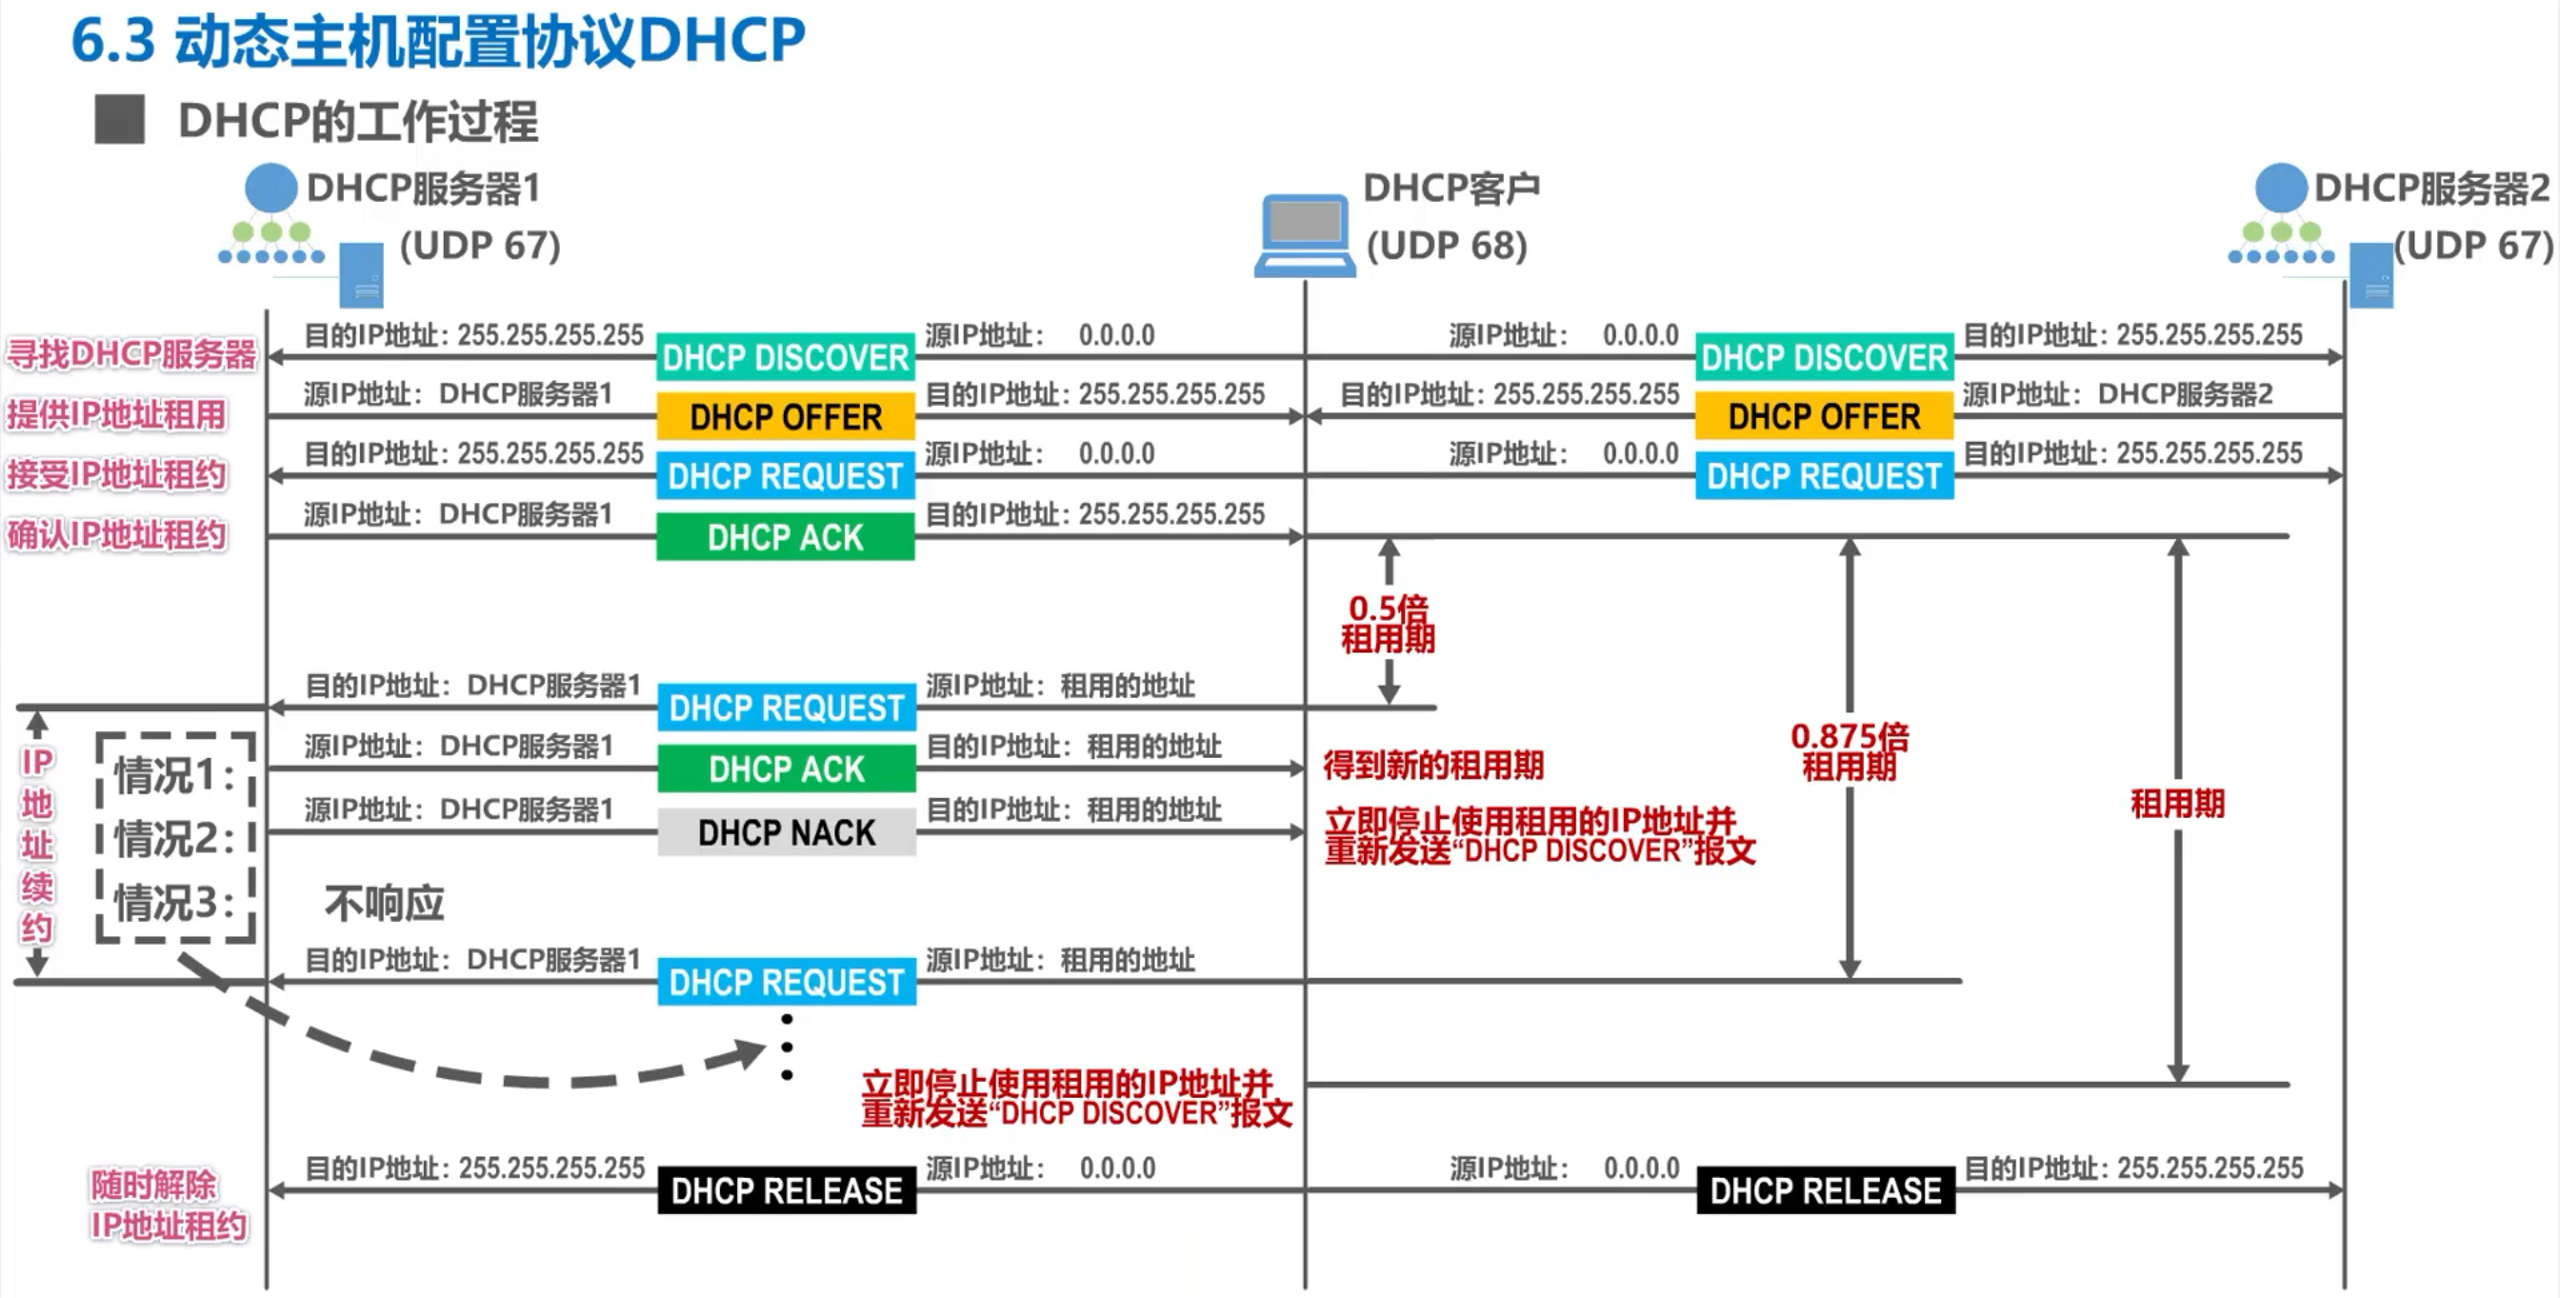 6.3 动态主机配置协议DHCP
DHCP的工作过程
DHCP服务器1
(UDP 67)
DHCP客户
(UDP 68)
DHCP服务器2
(UDP 67)
寻找DHCP服务器
目的IP地址: 255.255.255.255
DHCP DISCOVER
源IP地址: 0.0.0.0
源IP地址: 0.0.0.0
DHCP DISCOVER
目的IP地址: 255.255.255.255
提供IP地址租用
源IP地址: DHCP服务器1
DHCP OFFER
目的IP地址: 255.255.255.255
目的IP地址: 255.255.255.255
DHCP OFFER
源IP地址: DHCP服务器2
接受IP地址租约
目的IP地址: 255.255.255.255
DHCP REQUEST
源IP地址: 0.0.0.0
源IP地址: 0.0.0.0
DHCP REQUEST
目的IP地址: 255.255.255.255
确认IP地址租约
源IP地址: DHCP服务器1
DHCP ACK
目的IP地址: 255.255.255.255
0.5倍
租用期
0.875倍
租用期
租用期
目的IP地址: DHCP服务器1
DHCP REQUEST
源IP地址: 租用的地址
IP
地
址
续
约
情况1:
源IP地址: DHCP服务器1
DHCP ACK
目的IP地址: 租用的地址
得到新的租用期
情况2:
源IP地址: DHCP服务器1
DHCP NACK
目的IP地址: 租用的地址
立即停止使用租用的IP地址并
重新发送“DHCP DISCOVER”报文
情况3:
不响应
目的IP地址: DHCP服务器1
DHCP REQUEST
源IP地址: 租用的地址
立即停止使用租用的IP地址并
重新发送“DHCP DISCOVER”报文
随时解除
IP地址租约
目的IP地址: 255.255.255.255
DHCP RELEASE
源IP地址: 0.0.0.0
源IP地址: 0.0.0.0
DHCP RELEASE
目的IP地址: 255.255.255.255